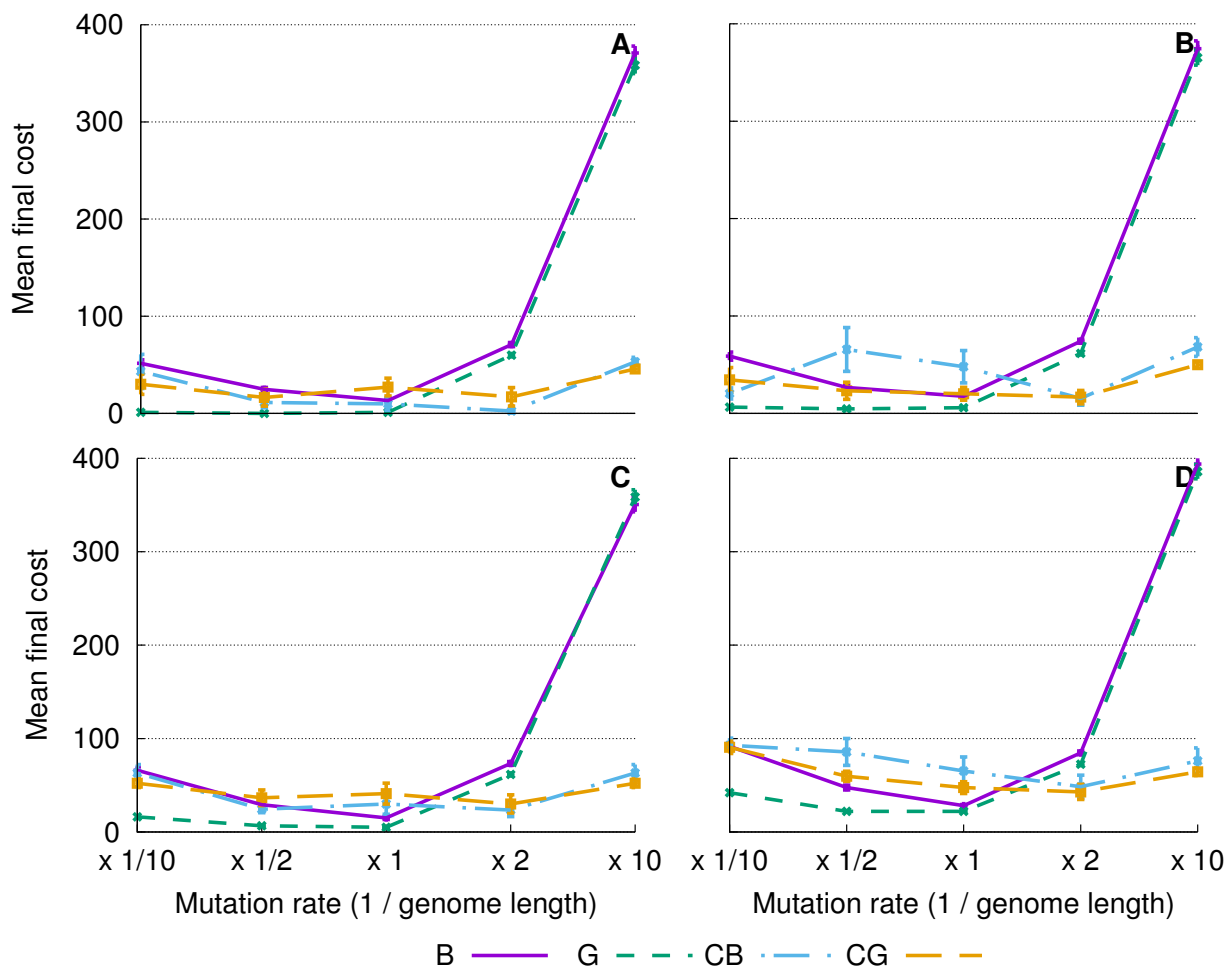 400
300
200
100
0
Mean final cost
A
B
400
300
200
100
0
Mean final cost
C
D
x 1/10 x 1/2 x 1 x 2 x 10
x 1/10 x 1/2 x 1 x 2 x 10
Mutation rate (1 / genome length)
Mutation rate (1 / genome length)
B G CB CG